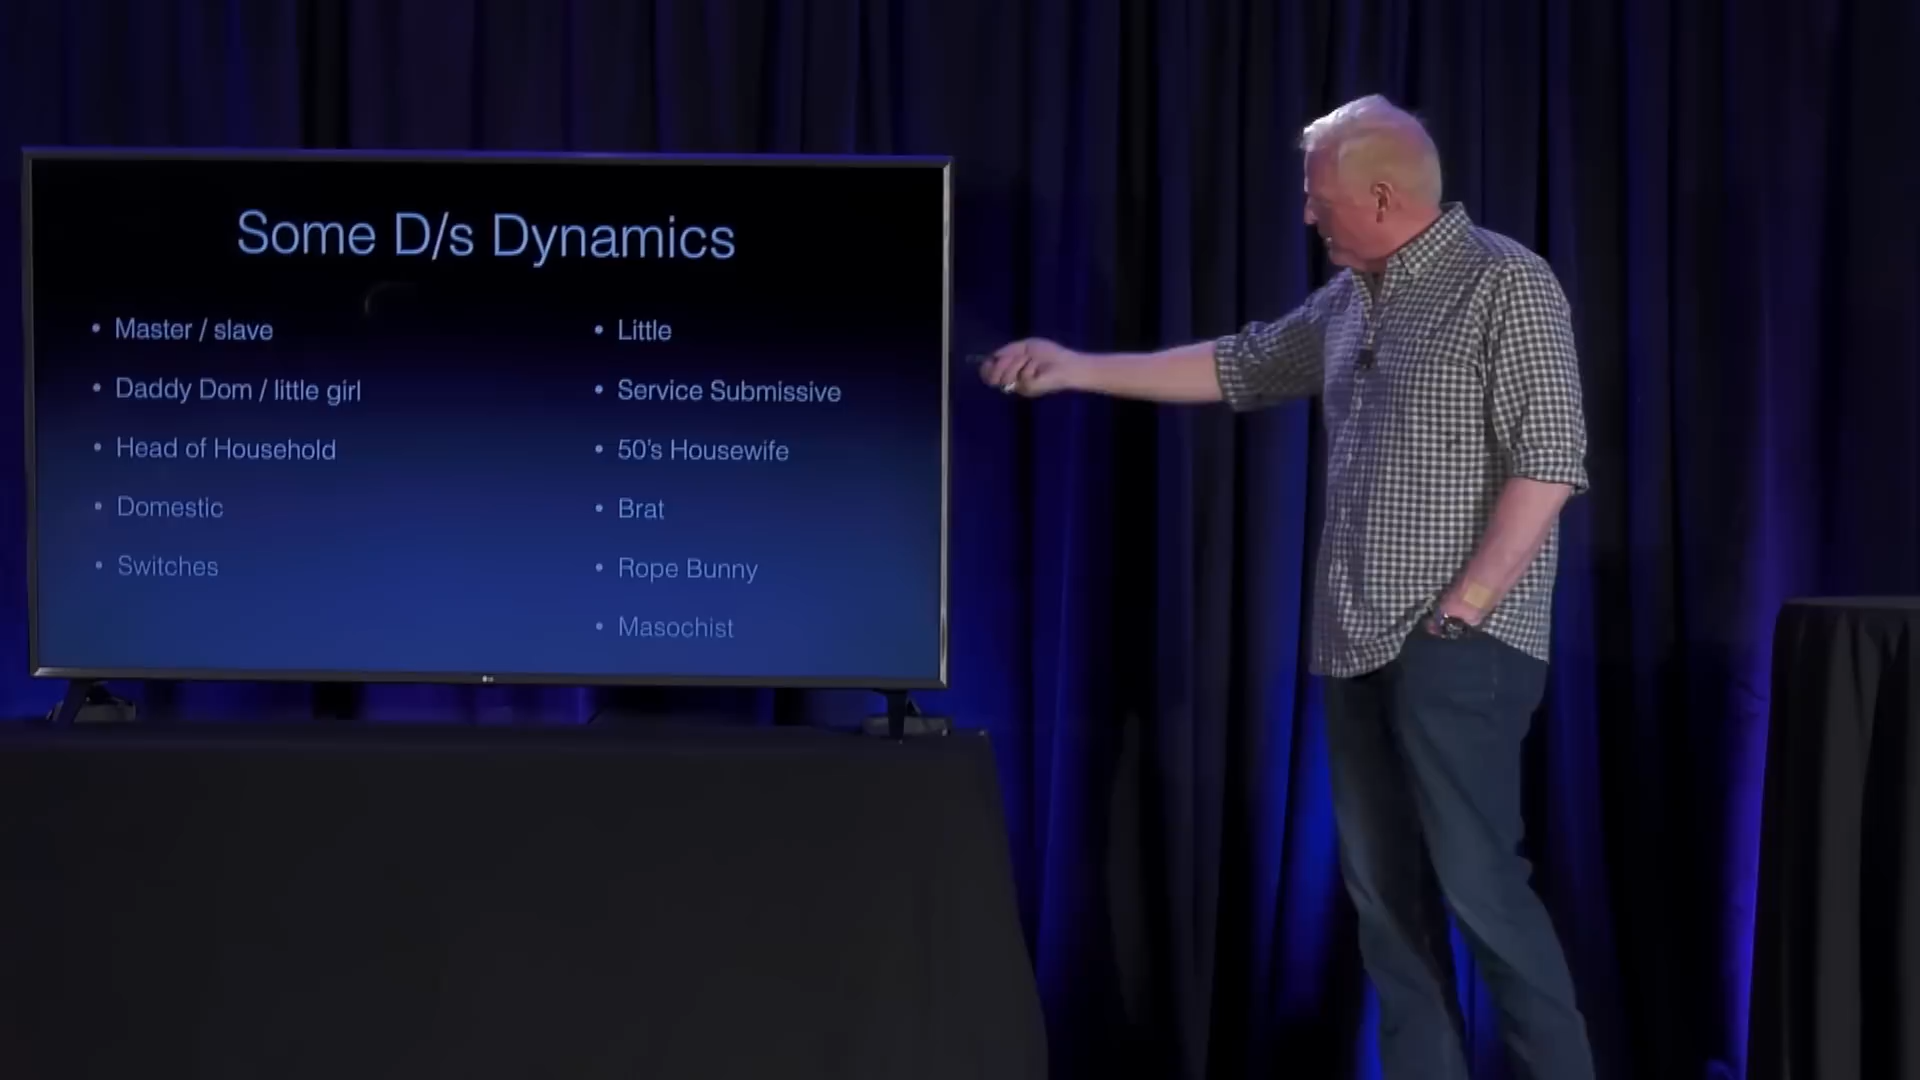 Some D/s Dynamics
• Master / slave
• Daddy Dom / little girl
• Head of Household
• Domestic
• Switches
• Little
• Service Submissive
• 50's Housewife
• Brat
• Rope Bunny
• Masochist
LG